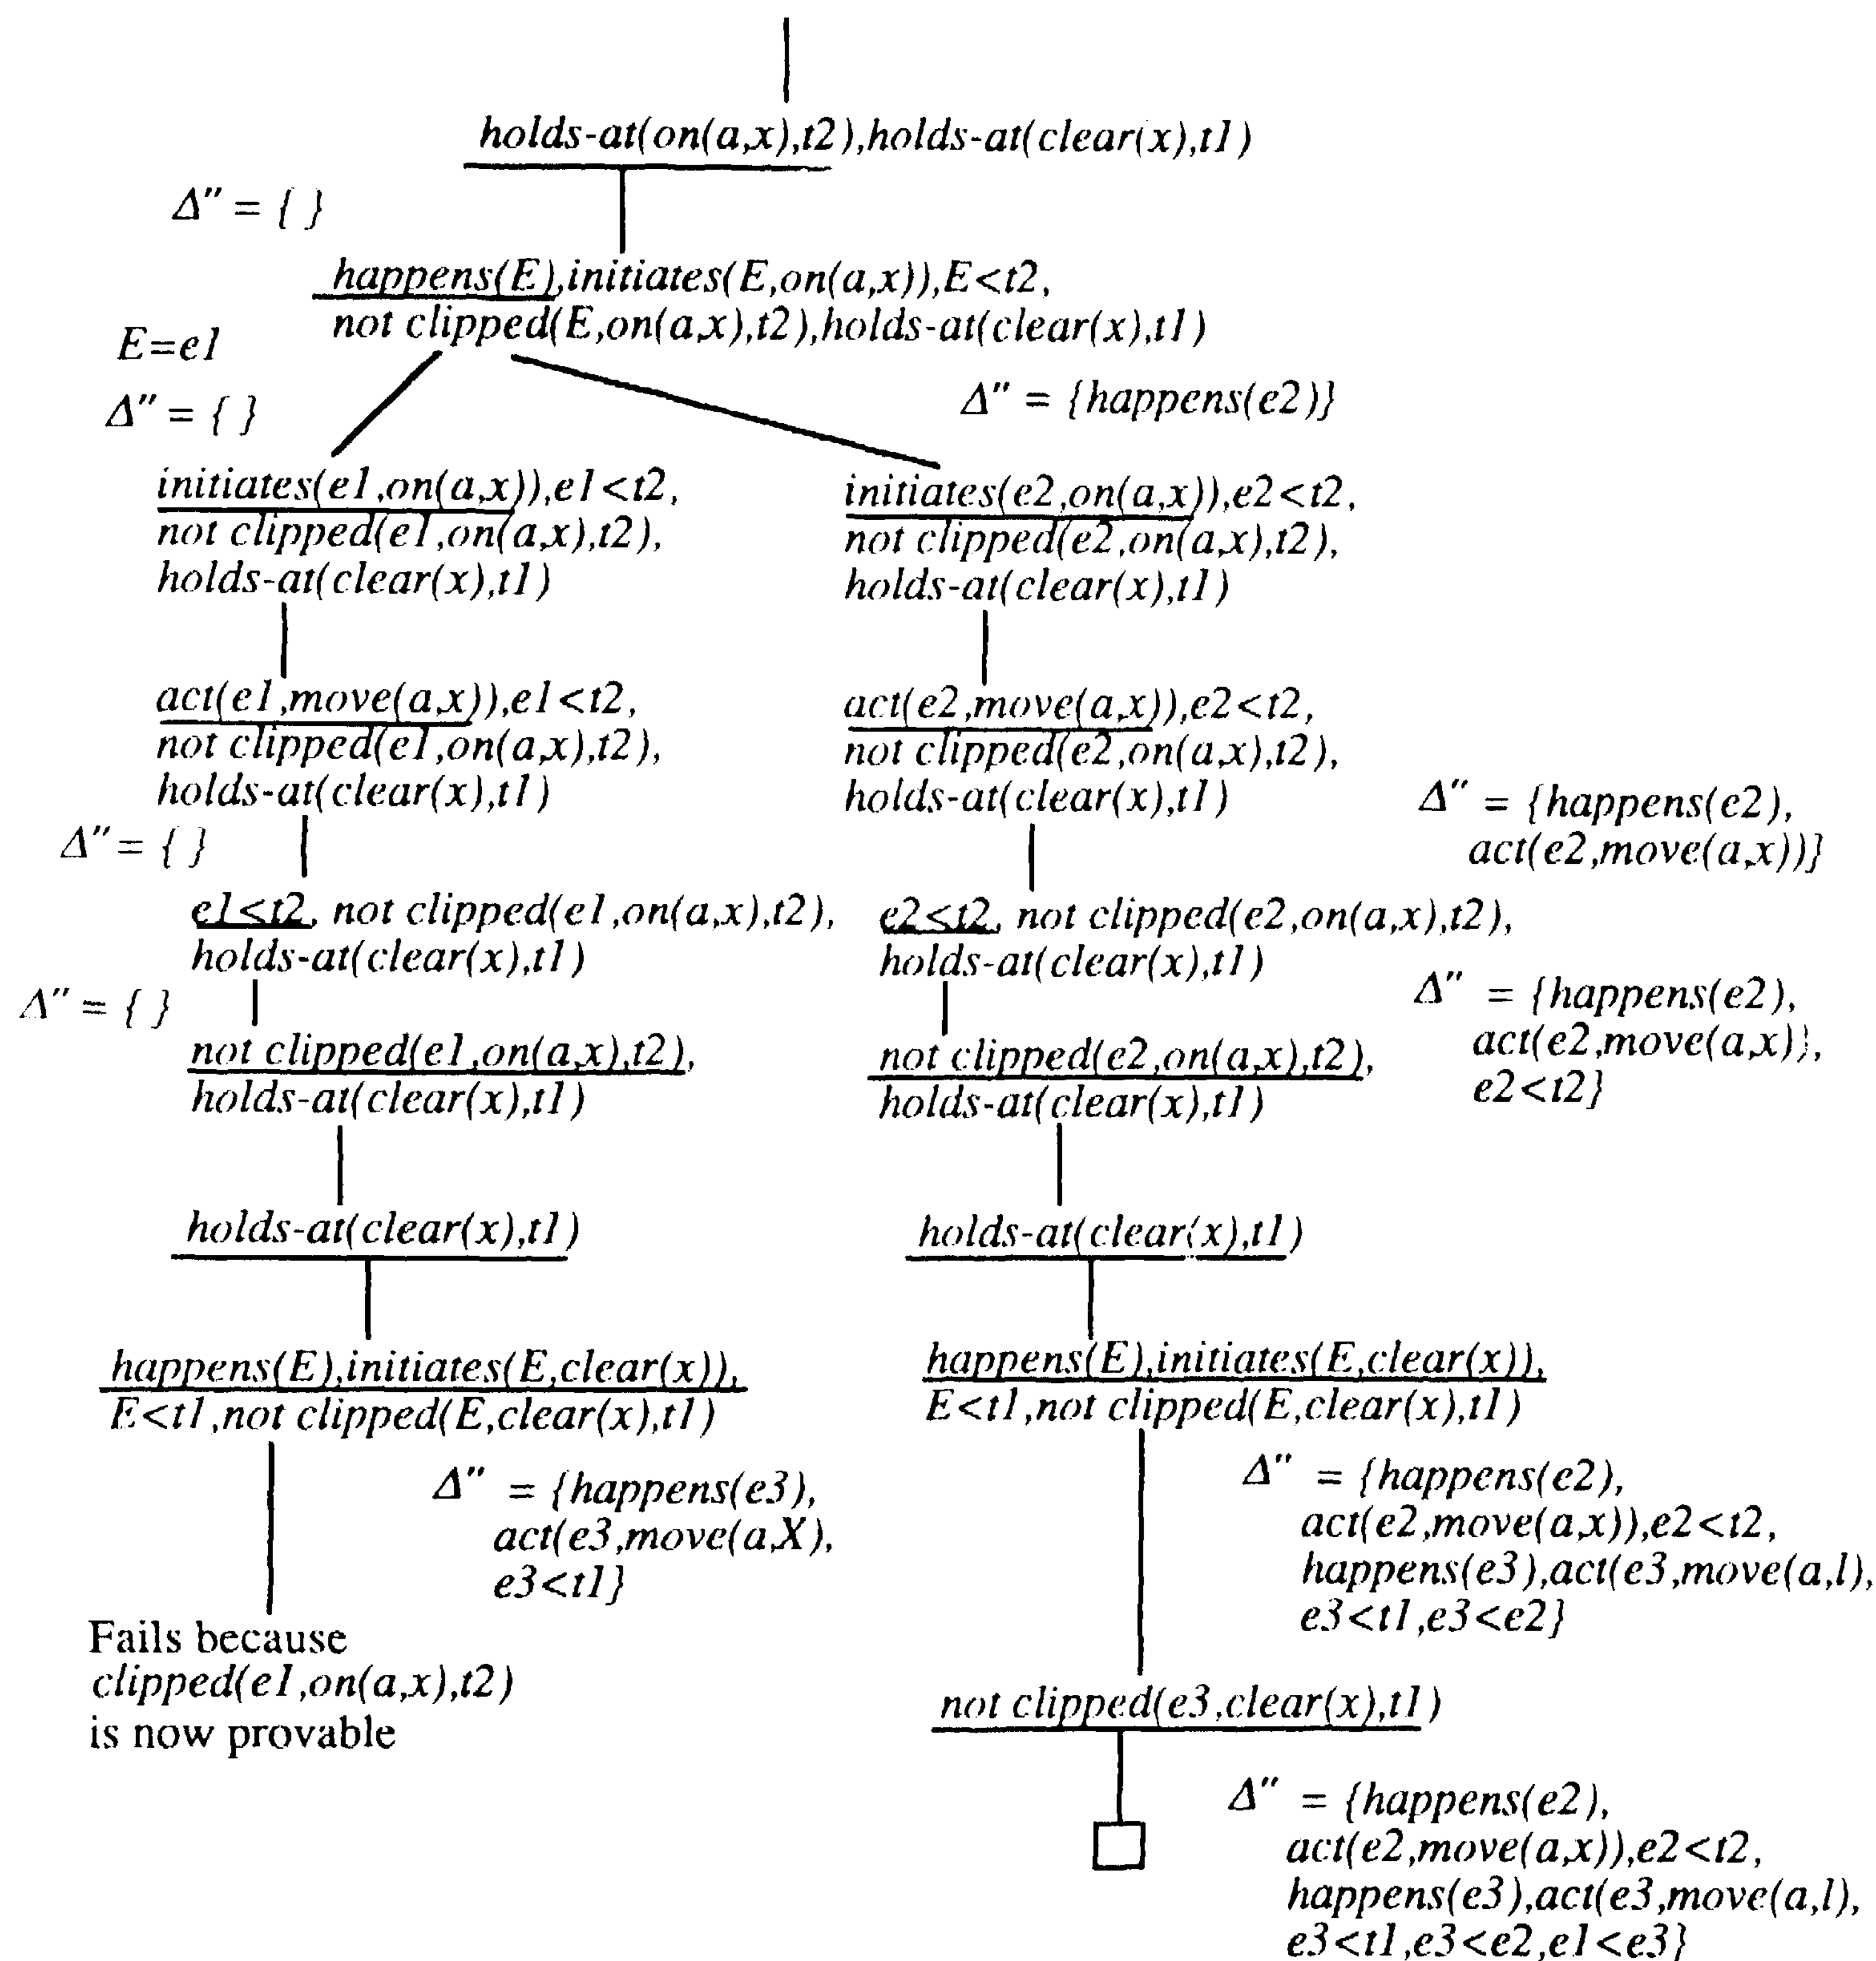 holds-at(on(a,x),t2),holds-at(clear(x),t1)
Δ″ = { }
happens(E),initiates(E,on(a,x)),E<t2,
not clipped(E,on(a,x),t2),holds-at(clear(x),t1)
E=e1
Δ″ = { }
Δ″ = {happens(e2)}
initiates(e1,on(a,x)),e1<t2,
not clipped(e1,on(a,x),t2),
holds-at(clear(x),t1)
initiates(e2,on(a,x)),e2<t2,
not clipped(e2,on(a,x),t2),
holds-at(clear(x),t1)
act(e1,move(a,x)),e1<t2,
not clipped(e1,on(a,x),t2),
holds-at(clear(x),t1)
act(e2,move(a,x)),e2<t2,
not clipped(e2,on(a,x),t2),
holds-at(clear(x),t1)
Δ″ = { }
Δ″ = {happens(e2),
act(e2,move(a,x))}
e1<t2, not clipped(e1,on(a,x),t2),
holds-at(clear(x),t1)
e2<t2, not clipped(e2,on(a,x),t2),
holds-at(clear(x),t1)
Δ″ = { }
Δ″ = {happens(e2),
act(e2,move(a,x)),
e2<t2}
not clipped(e1,on(a,x),t2),
holds-at(clear(x),t1)
not clipped(e2,on(a,x),t2),
holds-at(clear(x),t1)
holds-at(clear(x),t1)
holds-at(clear(x),t1)
happens(E),initiates(E,clear(x)),
E<t1,not clipped(E,clear(x),t1)
happens(E),initiates(E,clear(x)),
E<t1,not clipped(E,clear(x),t1)
Δ″ = {happens(e3),
act(e3,move(a,X),
e3<t1}
Δ″ = {happens(e2),
act(e2,move(a,x)),e2<t2,
happens(e3),act(e3,move(a,l),
e3<t1,e3<e2}
Fails because
clipped(e1,on(a,x),t2)
is now provable
not clipped(e3,clear(x),t1)
Δ″ = {happens(e2),
act(e2,move(a,x)),e2<t2,
happens(e3),act(e3,move(a,l),
e3<t1,e3<e2,e1<e3}